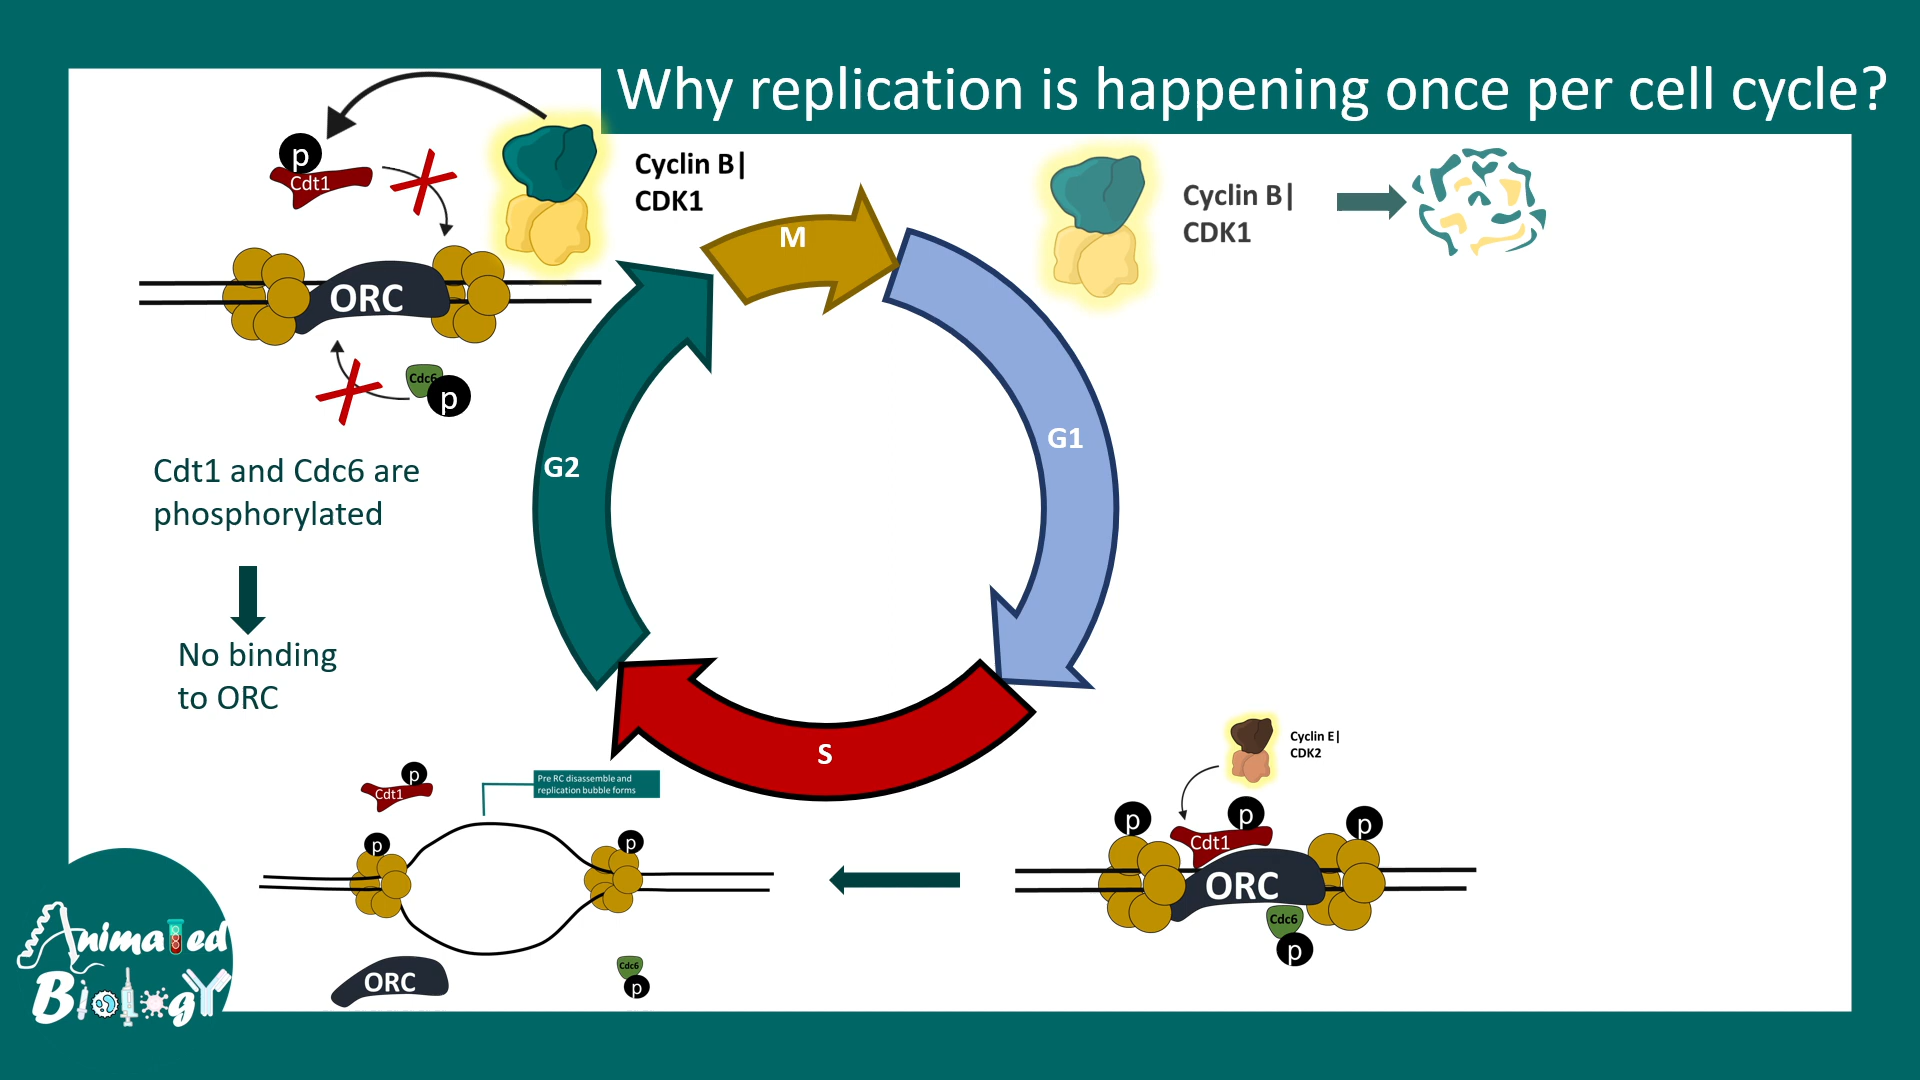 Why replication is happening once per cell cycle?
p
Cdt1
Cyclin B|
CDK1
ORC
Cdc6
p
Cdt1 and Cdc6 are
phosphorylated
No binding
to ORC
M
G1
S
G2
Cyclin B|
CDK1
Cyclin E|
CDK2
p
p
p
Cdt1
ORC
Cdc6
p
Pre RC disassemble and
replication bubble forms
p
Cdt1
p
p
ORC
Cdc6
p
Animated
Biology